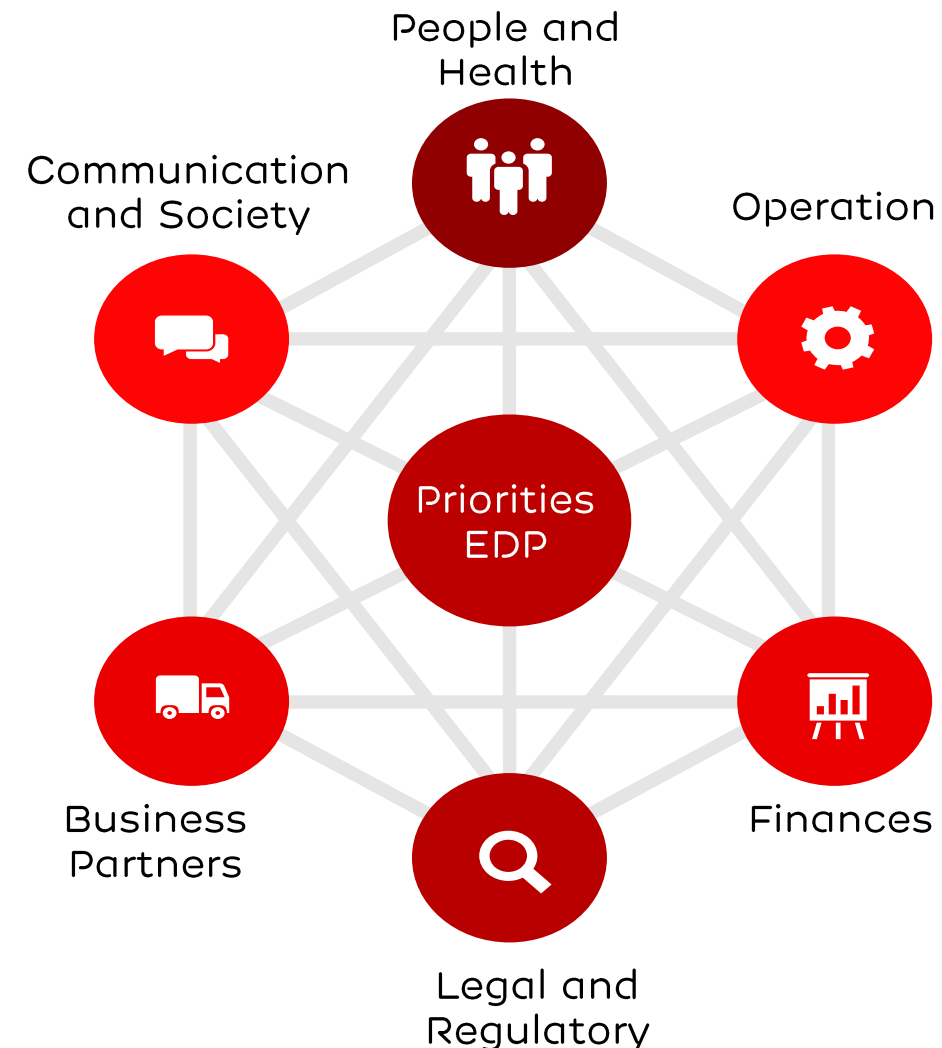 People and
Health
Communication
and Society
Operation
Priorities
EDP
Business
Partners
Finances
Legal and
Regulatory